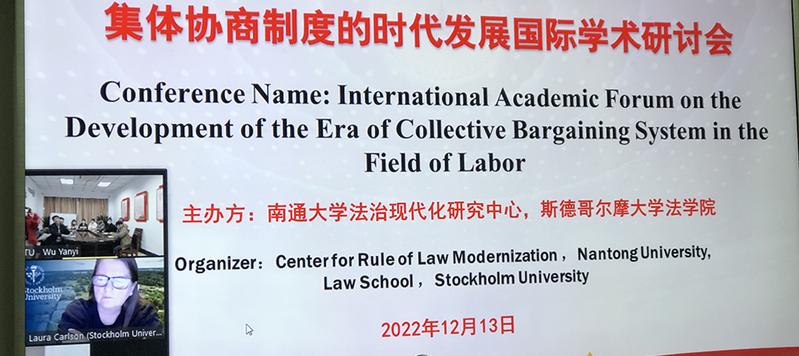 集体协商制度的时代发展国际学术研讨会
Conference Name: International Academic Forum on the
Development of the Era of Collective Bargaining System in the
Field of Labor
主办方：南通大学法治现代化研究中心，斯德哥尔摩大学法学院
Organizer: Center for Rule of Law Modernization , Nantong University,
Law School , Stockholm University
2022年12月13日
TU_ Wu Yanyi
Stockholm
University
Laura Carlson (Stockholm Univer...